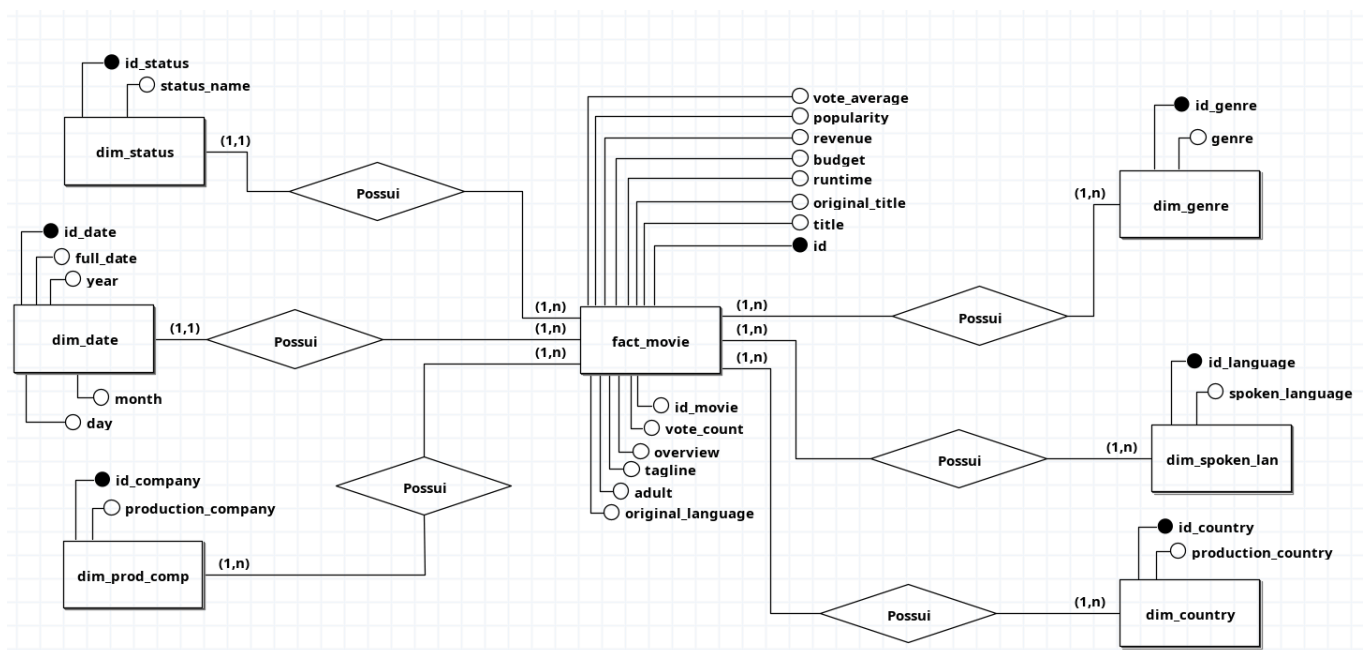 id_status
status_name
dim_status
(1,1)
Possui
id_date
full_date
year
dim_date
(1,1)
Possui
month
day
id_company
production_company
dim_prod_comp
(1,n)
Possui
vote_average
popularity
revenue
budget
runtime
original_title
title
id
(1,n)
(1,n)
(1,n)
fact_movie
(1,n)
(1,n)
(1,n)
id_movie
vote_count
overview
tagline
adult
original_language
id_genre
genre
(1,n)
dim_genre
Possui
id_language
spoken_language
Possui
(1,n)
dim_spoken_lan
id_country
production_country
Possui
(1,n)
dim_country